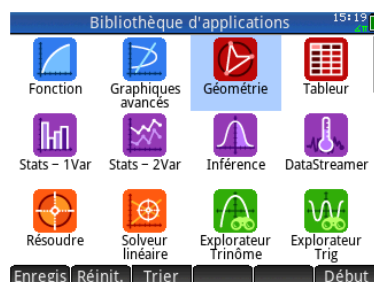 Bibliothèque d'applications 15:19
Fonction Graphiques avancés Géométrie Tableur
Stats – 1Var Stats – 2Var Inférence DataStreamer
Résoudre Solveur linéaire Explorateur Trinôme Explorateur Trig
Enregis Réinit. Trier Début